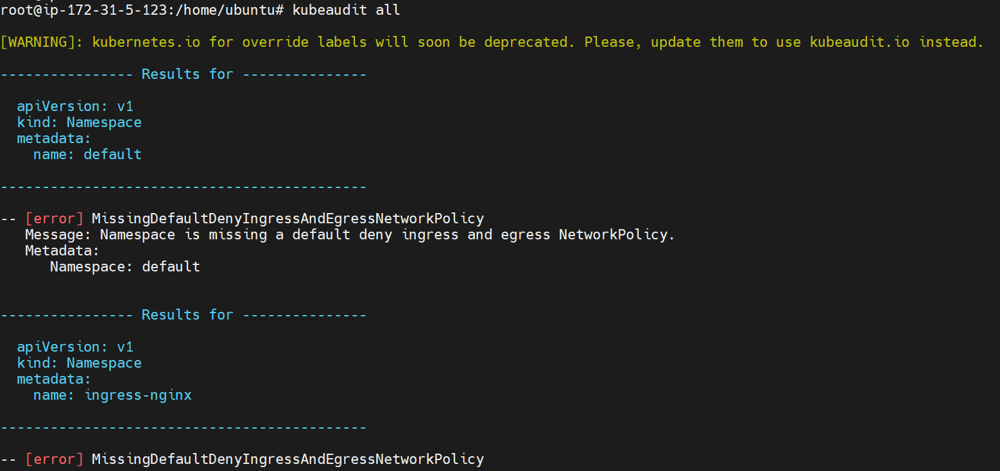 root@ip-172-31-5-123:/home/ubuntu# kubeaudit all
[WARNING]: kubernetes.io for override labels will soon be deprecated. Please, update them to use kubeaudit.io instead.
---------------- Results for ---------------
apiVersion: v1
kind: Namespace
metadata:
name: default
--------------------------------------------
-- [error] MissingDefaultDenyIngressAndEgressNetworkPolicy
Message: Namespace is missing a default deny ingress and egress NetworkPolicy.
Metadata:
Namespace: default
---------------- Results for ---------------
apiVersion: v1
kind: Namespace
metadata:
name: ingress-nginx
--------------------------------------------
-- [error] MissingDefaultDenyIngressAndEgressNetworkPolicy